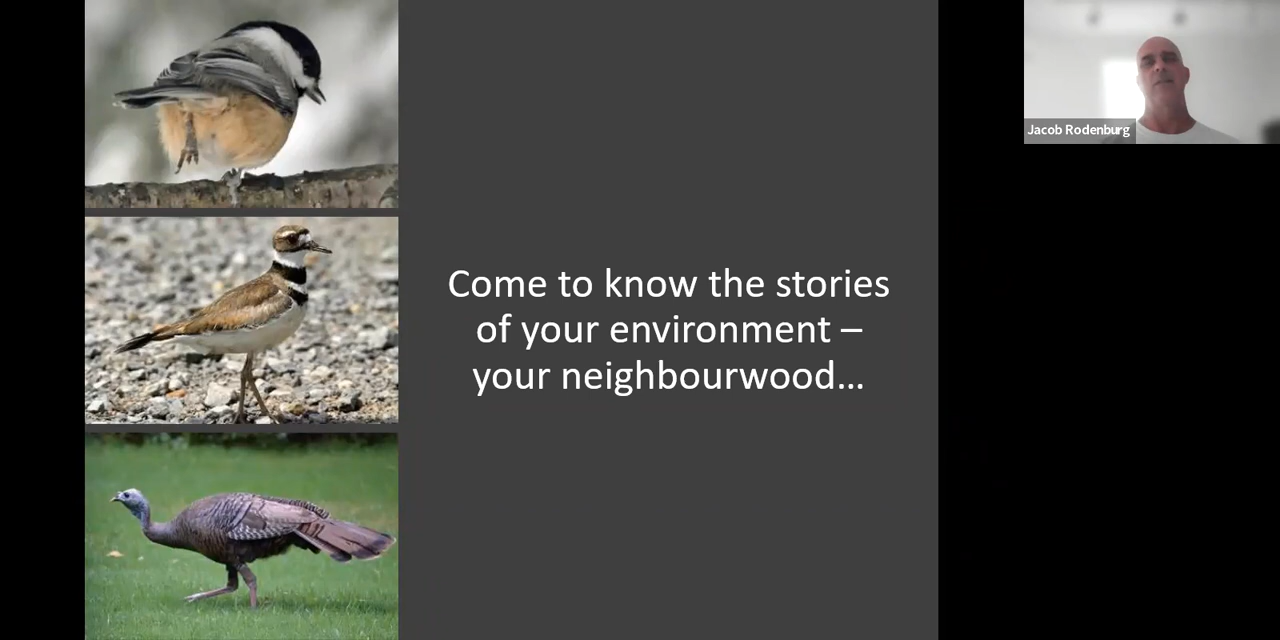 Come to know the stories
of your environment –
your neighbourwood...
Jacob Rodenburg